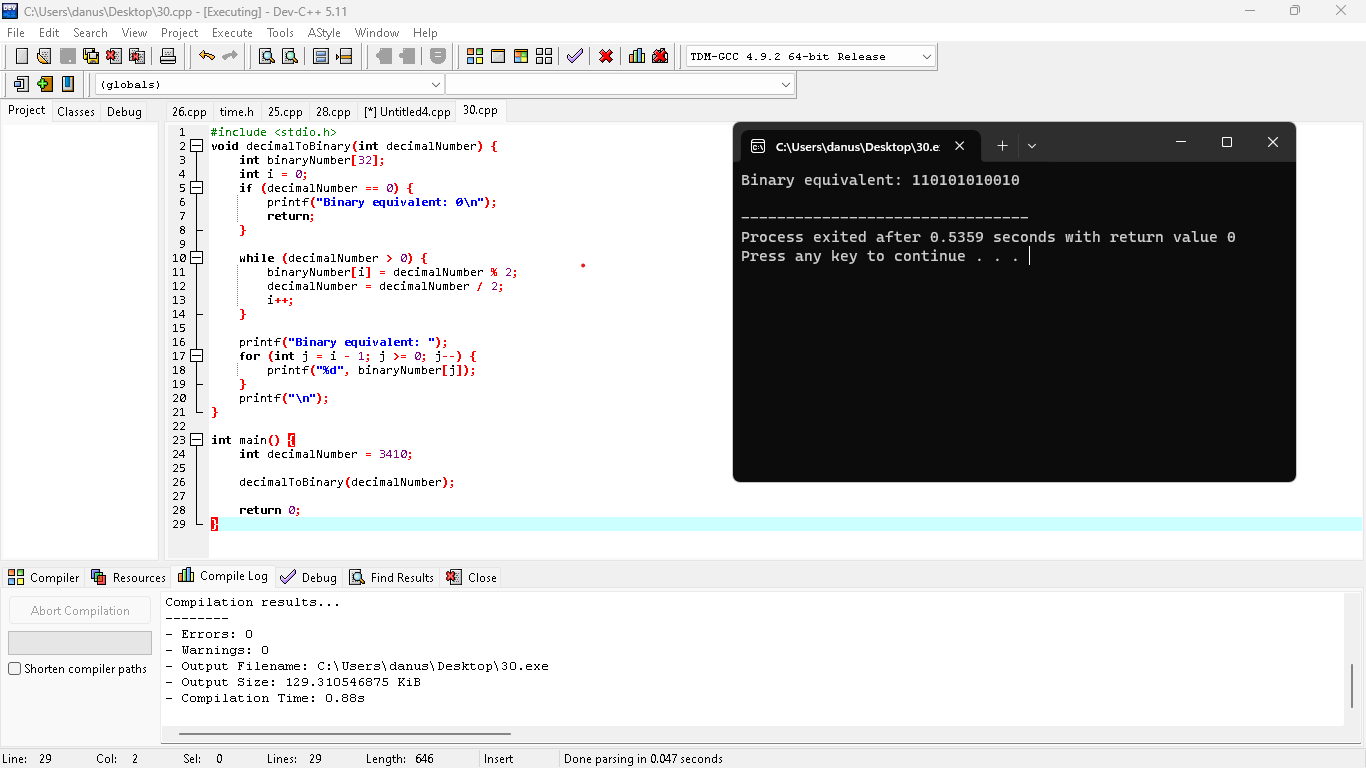 C:\Users\danus\Desktop\30.cpp - [Executing] - Dev-C++ 5.11
File Edit Search View Project Execute Tools AStyle Window Help
TDM-GCC 4.9.2 64-bit Release
(globals)
Project Classes Debug
26.cpp time.h 25.cpp 28.cpp [*] Untitled4.cpp 30.cpp
1 #include <stdio.h>
2 void decimalToBinary(int decimalNumber) {
3 int binaryNumber[32];
4 int i = 0;
5 if (decimalNumber == 0) {
6 printf("Binary equivalent: 0\n");
7 return;
8 }
9
10 while (decimalNumber > 0) {
11 binaryNumber[i] = decimalNumber % 2;
12 decimalNumber = decimalNumber / 2;
13 i++;
14 }
15
16 printf("Binary equivalent: ");
17 for (int j = i - 1; j >= 0; j--) {
18 printf("%d", binaryNumber[j]);
19 }
20 printf("\n");
21 }
22
23 int main() {
24 int decimalNumber = 3410;
25
26 decimalToBinary(decimalNumber);
27
28 return 0;
29 }
C:\Users\danus\Desktop\30.e
Binary equivalent: 110101010010
--------------------------------
Process exited after 0.5359 seconds with return value 0
Press any key to continue . . .
Compiler Resources Compile Log Debug Find Results Close
Abort Compilation
Shorten compiler paths
Compilation results...
--------
- Errors: 0
- Warnings: 0
- Output Filename: C:\Users\danus\Desktop\30.exe
- Output Size: 129.310546875 KiB
- Compilation Time: 0.88s
Line: 29 Col: 2 Sel: 0 Lines: 29 Length: 646 Insert Done parsing in 0.047 seconds